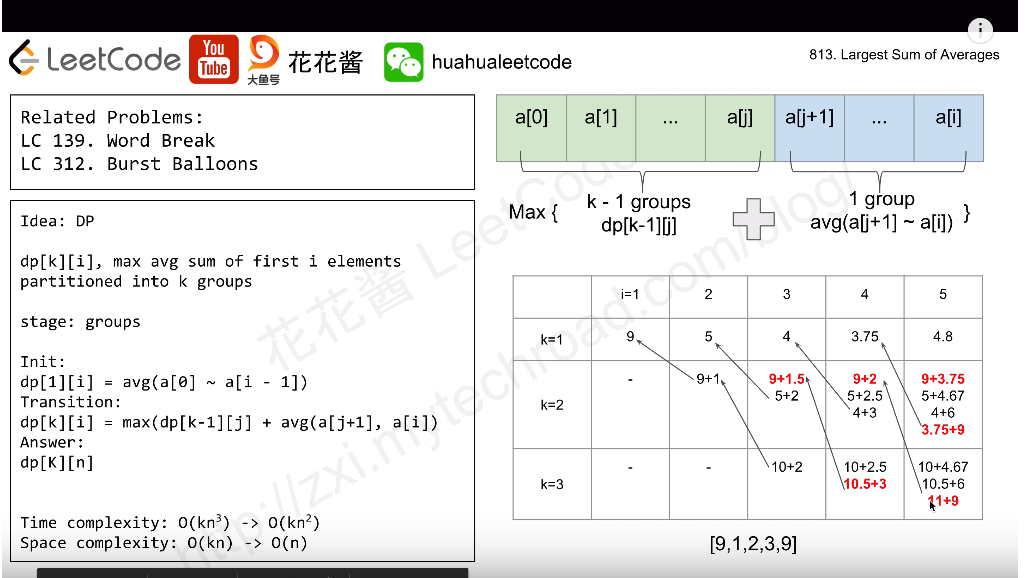 LeetCode
You
Tube
大鱼号
花花酱
huahualeetcode
813. Largest Sum of Averages
Related Problems:
LC 139. Word Break
LC 312. Burst Balloons
Idea: DP
dp[k][i], max avg sum of first i elements
partitioned into k groups
stage: groups
Init:
dp[1][i] = avg(a[0] ~ a[i - 1])
Transition:
dp[k][i] = max(dp[k-1][j] + avg(a[j+1], a[i])
Answer:
dp[K][n]
Time complexity: O(kn³) -> O(kn²)
Space complexity: O(kn) -> O(n)
a[0] a[1] ... a[j] a[j+1] ... a[i]
Max { k - 1 groups 1 group
dp[k-1][j] avg(a[j+1] ~ a[i]) }
i=1 2 3 4 5
k=1 9 5 4 3.75 4.8
k=2 - 9+1 9+1.5 9+2 9+3.75
5+2 5+2.5 5+4.67
4+3 4+6
3.75+9
k=3 - - 10+2 10+2.5 10+4.67
10.5+3 10.5+6
11+9
[9,1,2,3,9]
花花酱 LeetCode
http://zxi.mytechroad.com/blog/